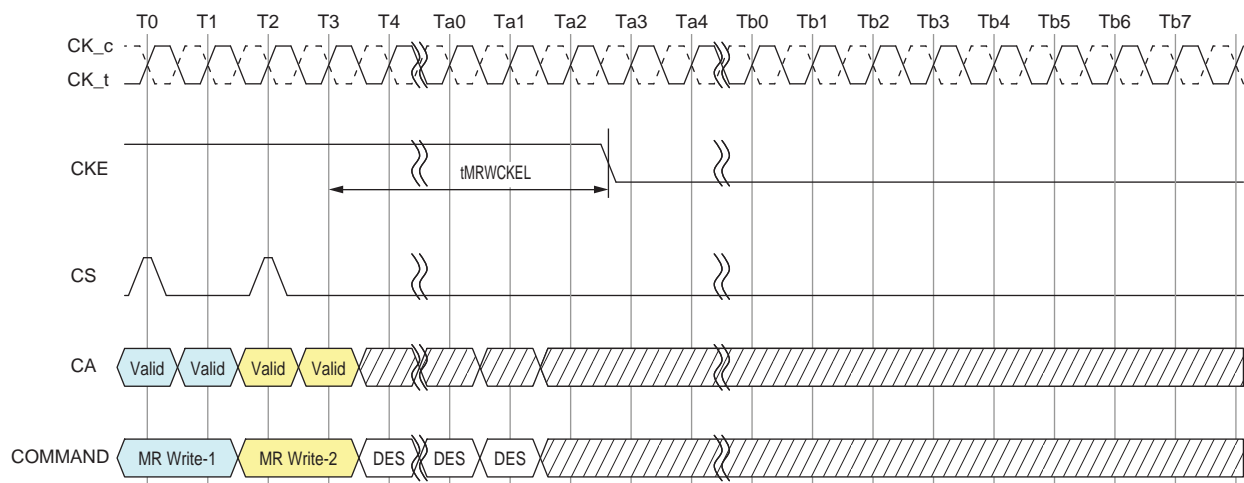 T0 T1 T2 T3 T4 Ta0 Ta1 Ta2 Ta3 Ta4 Tb0 Tb1 Tb2 Tb3 Tb4 Tb5 Tb6 Tb7
CK_c
CK_t
CKE
tMRWCKEL
CS
CA Valid Valid Valid Valid
COMMAND MR Write-1 MR Write-2 DES DES DES